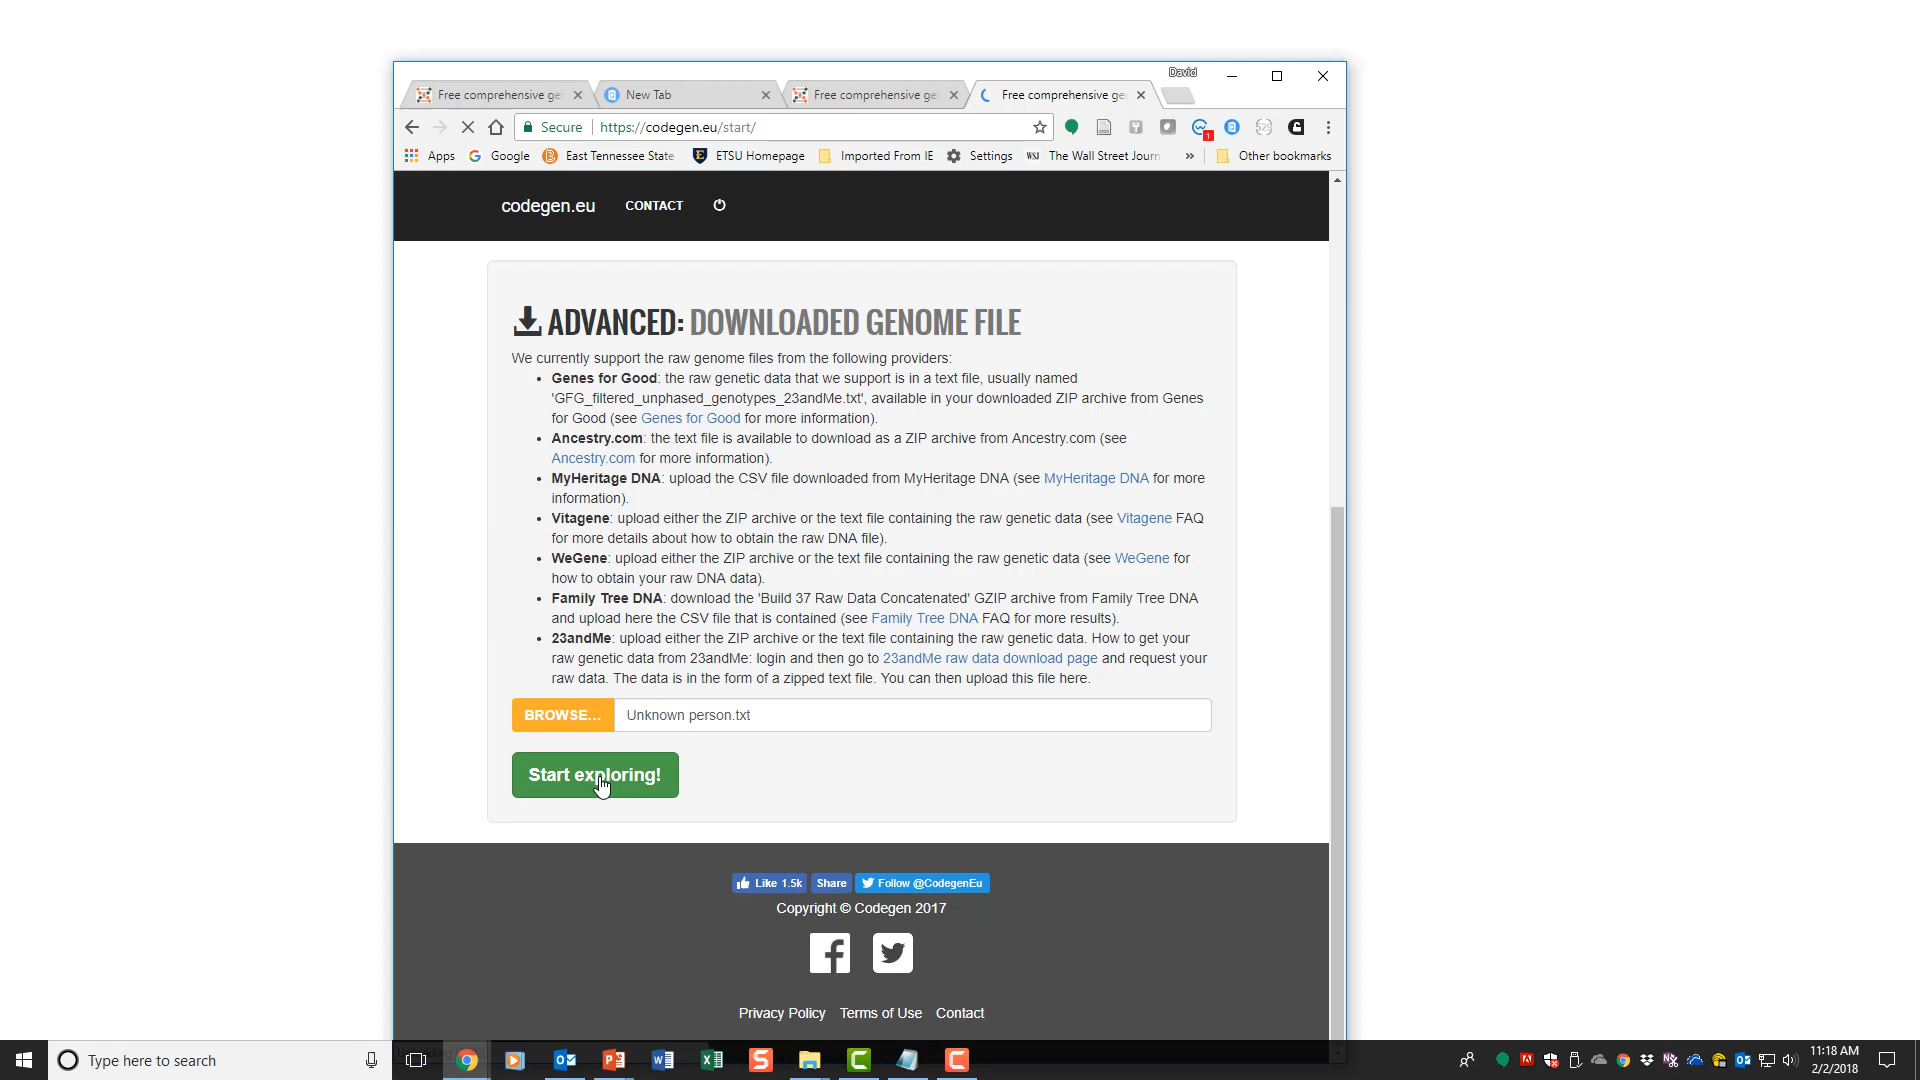 David
Free comprehensive ge
New Tab
Free comprehensive ge
Free comprehensive ge
Secure
https://codegen.eu/start/
1
Apps
Google
East Tennessee State
ETSU Homepage
Imported From IE
Settings
WSJ
The Wall Street Journ
»
Other bookmarks
codegen.eu
CONTACT
ADVANCED: DOWNLOADED GENOME FILE
We currently support the raw genome files from the following providers:
• Genes for Good: the raw genetic data that we support is in a text file, usually named
'GFG_filtered_unphased_genotypes_23andMe.txt', available in your downloaded ZIP archive from Genes
for Good (see Genes for Good for more information).
• Ancestry.com: the text file is available to download as a ZIP archive from Ancestry.com (see
Ancestry.com for more information).
• MyHeritage DNA: upload the CSV file downloaded from MyHeritage DNA (see MyHeritage DNA for more
information).
• Vitagene: upload either the ZIP archive or the text file containing the raw genetic data (see Vitagene FAQ
for more details about how to obtain the raw DNA file).
• WeGene: upload either the ZIP archive or the text file containing the raw genetic data (see WeGene for
how to obtain your raw DNA data).
• Family Tree DNA: download the 'Build 37 Raw Data Concatenated' GZIP archive from Family Tree DNA
and upload here the CSV file that is contained (see Family Tree DNA FAQ for more results).
• 23andMe: upload either the ZIP archive or the text file containing the raw genetic data. How to get your
raw genetic data from 23andMe: login and then go to 23andMe raw data download page and request your
raw data. The data is in the form of a zipped text file. You can then upload this file here.
BROWSE...
Unknown person.txt
Start exploring!
Like 1.5k
Share
Follow @CodegenEu
Copyright © Codegen 2017
Privacy Policy
Terms of Use
Contact
Type here to search
11:18 AM
2/2/2018